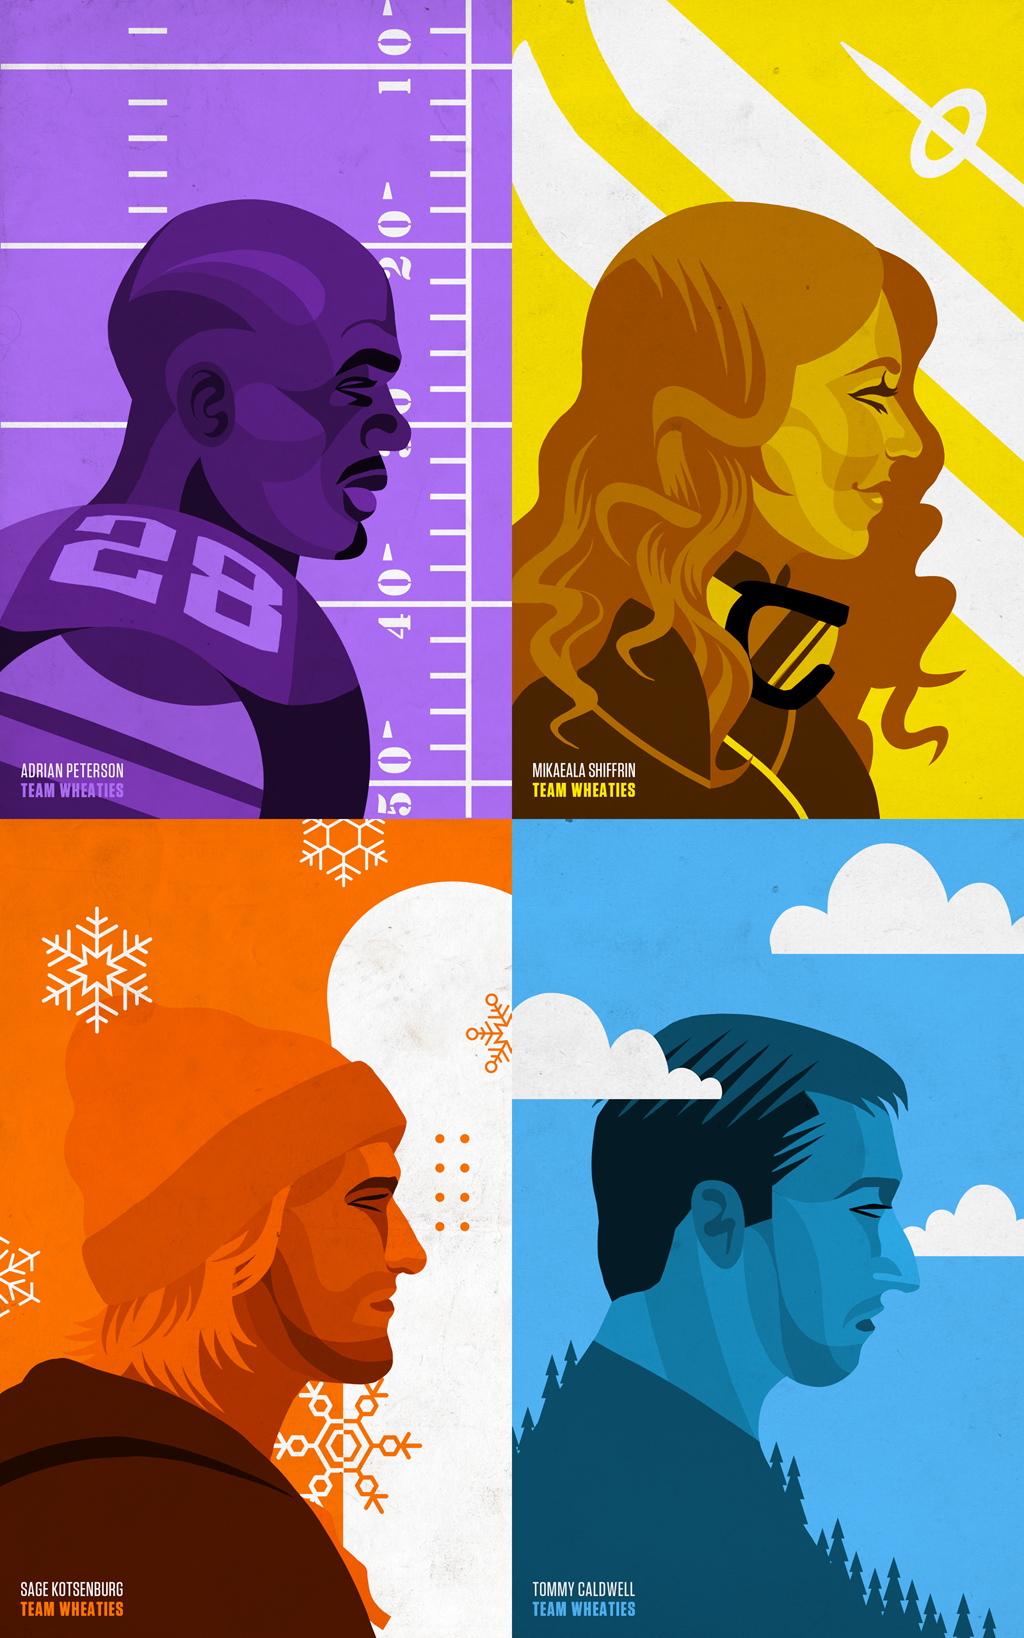 10
20
28
40
50
ADRIAN PETERSON
TEAM WHEATIES
MIKAEALA SHIFFRIN
TEAM WHEATIES
SAGE KOTSENBURG
TEAM WHEATIES
TOMMY CALDWELL
TEAM WHEATIES